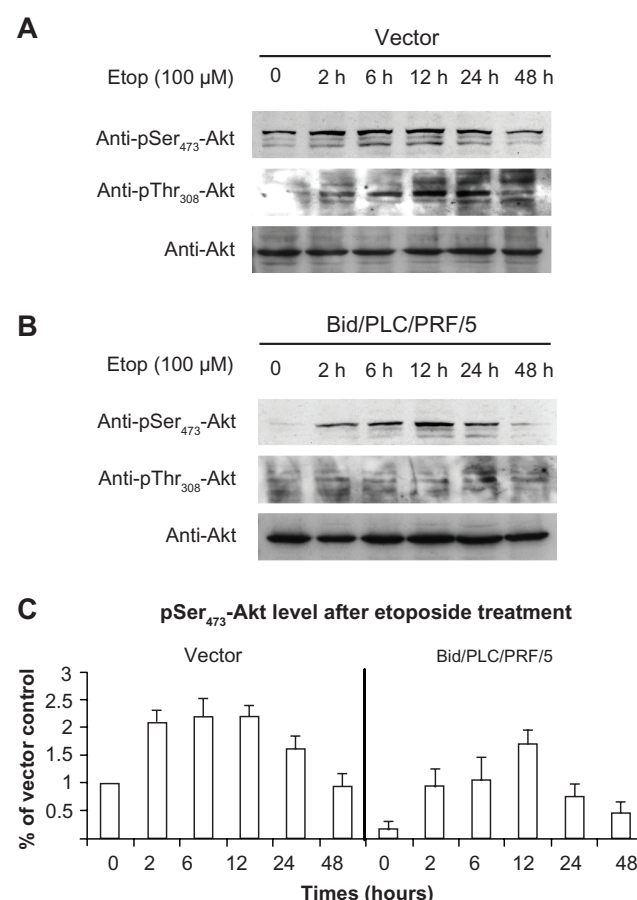 A
Vector
Etop (100 µM) 0 2 h 6 h 12 h 24 h 48 h
Anti-pSer473-Akt
Anti-pThr308-Akt
Anti-Akt
B
Bid/PLC/PRF/5
Etop (100 µM) 0 2 h 6 h 12 h 24 h 48 h
Anti-pSer473-Akt
Anti-pThr308-Akt
Anti-Akt
C
pSer473-Akt level after etoposide treatment
Vector Bid/PLC/PRF/5
% of vector control
3
2.5
2
1.5
1
0.5
0 2 6 12 24 48 0 2 6 12 24 48
Times (hours)